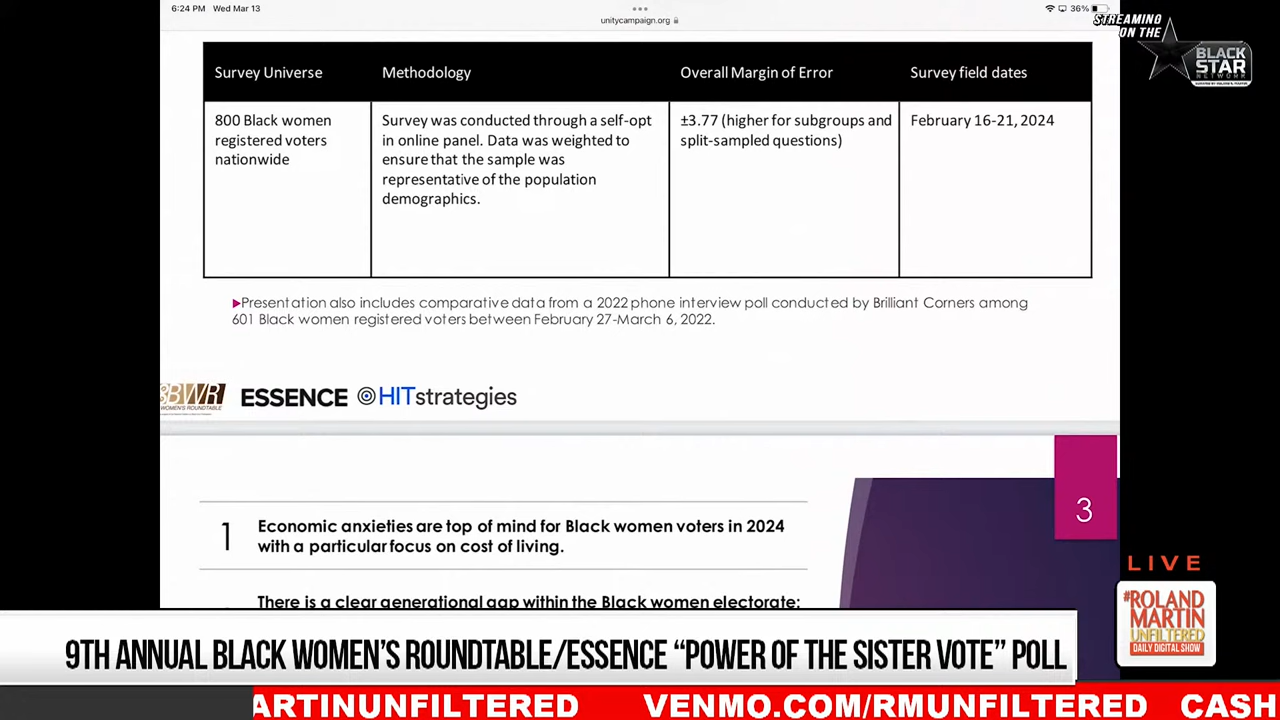 6:24 PM Wed Mar 13
36%
unitycampaign.org
STREAMING
ON THE
BLACK
STAR
NETWORK
Survey Universe
Methodology
Overall Margin of Error
Survey field dates
800 Black women
registered voters
nationwide
Survey was conducted through a self-opt
in online panel. Data was weighted to
ensure that the sample was
representative of the population
demographics.
±3.77 (higher for subgroups and
split-sampled questions)
February 16-21, 2024
Presentation also includes comparative data from a 2022 phone interview poll conducted by Brilliant Corners among
601 Black women registered voters between February 27-March 6, 2022.
BWR
WOMEN'S ROUNDTABLE
ESSENCE
HITstrategies
3
1
Economic anxieties are top of mind for Black women voters in 2024
with a particular focus on cost of living.
There is a clear generational gap within the Black women electorate:
LIVE
#ROLAND
MARTIN
UNFILTERED
DAILY DIGITAL SHOW
9TH ANNUAL BLACK WOMEN'S ROUNDTABLE/ESSENCE “POWER OF THE SISTER VOTE” POLL
ARTINUNFILTERED VENMO.COM/RMUNFILTERED CASH